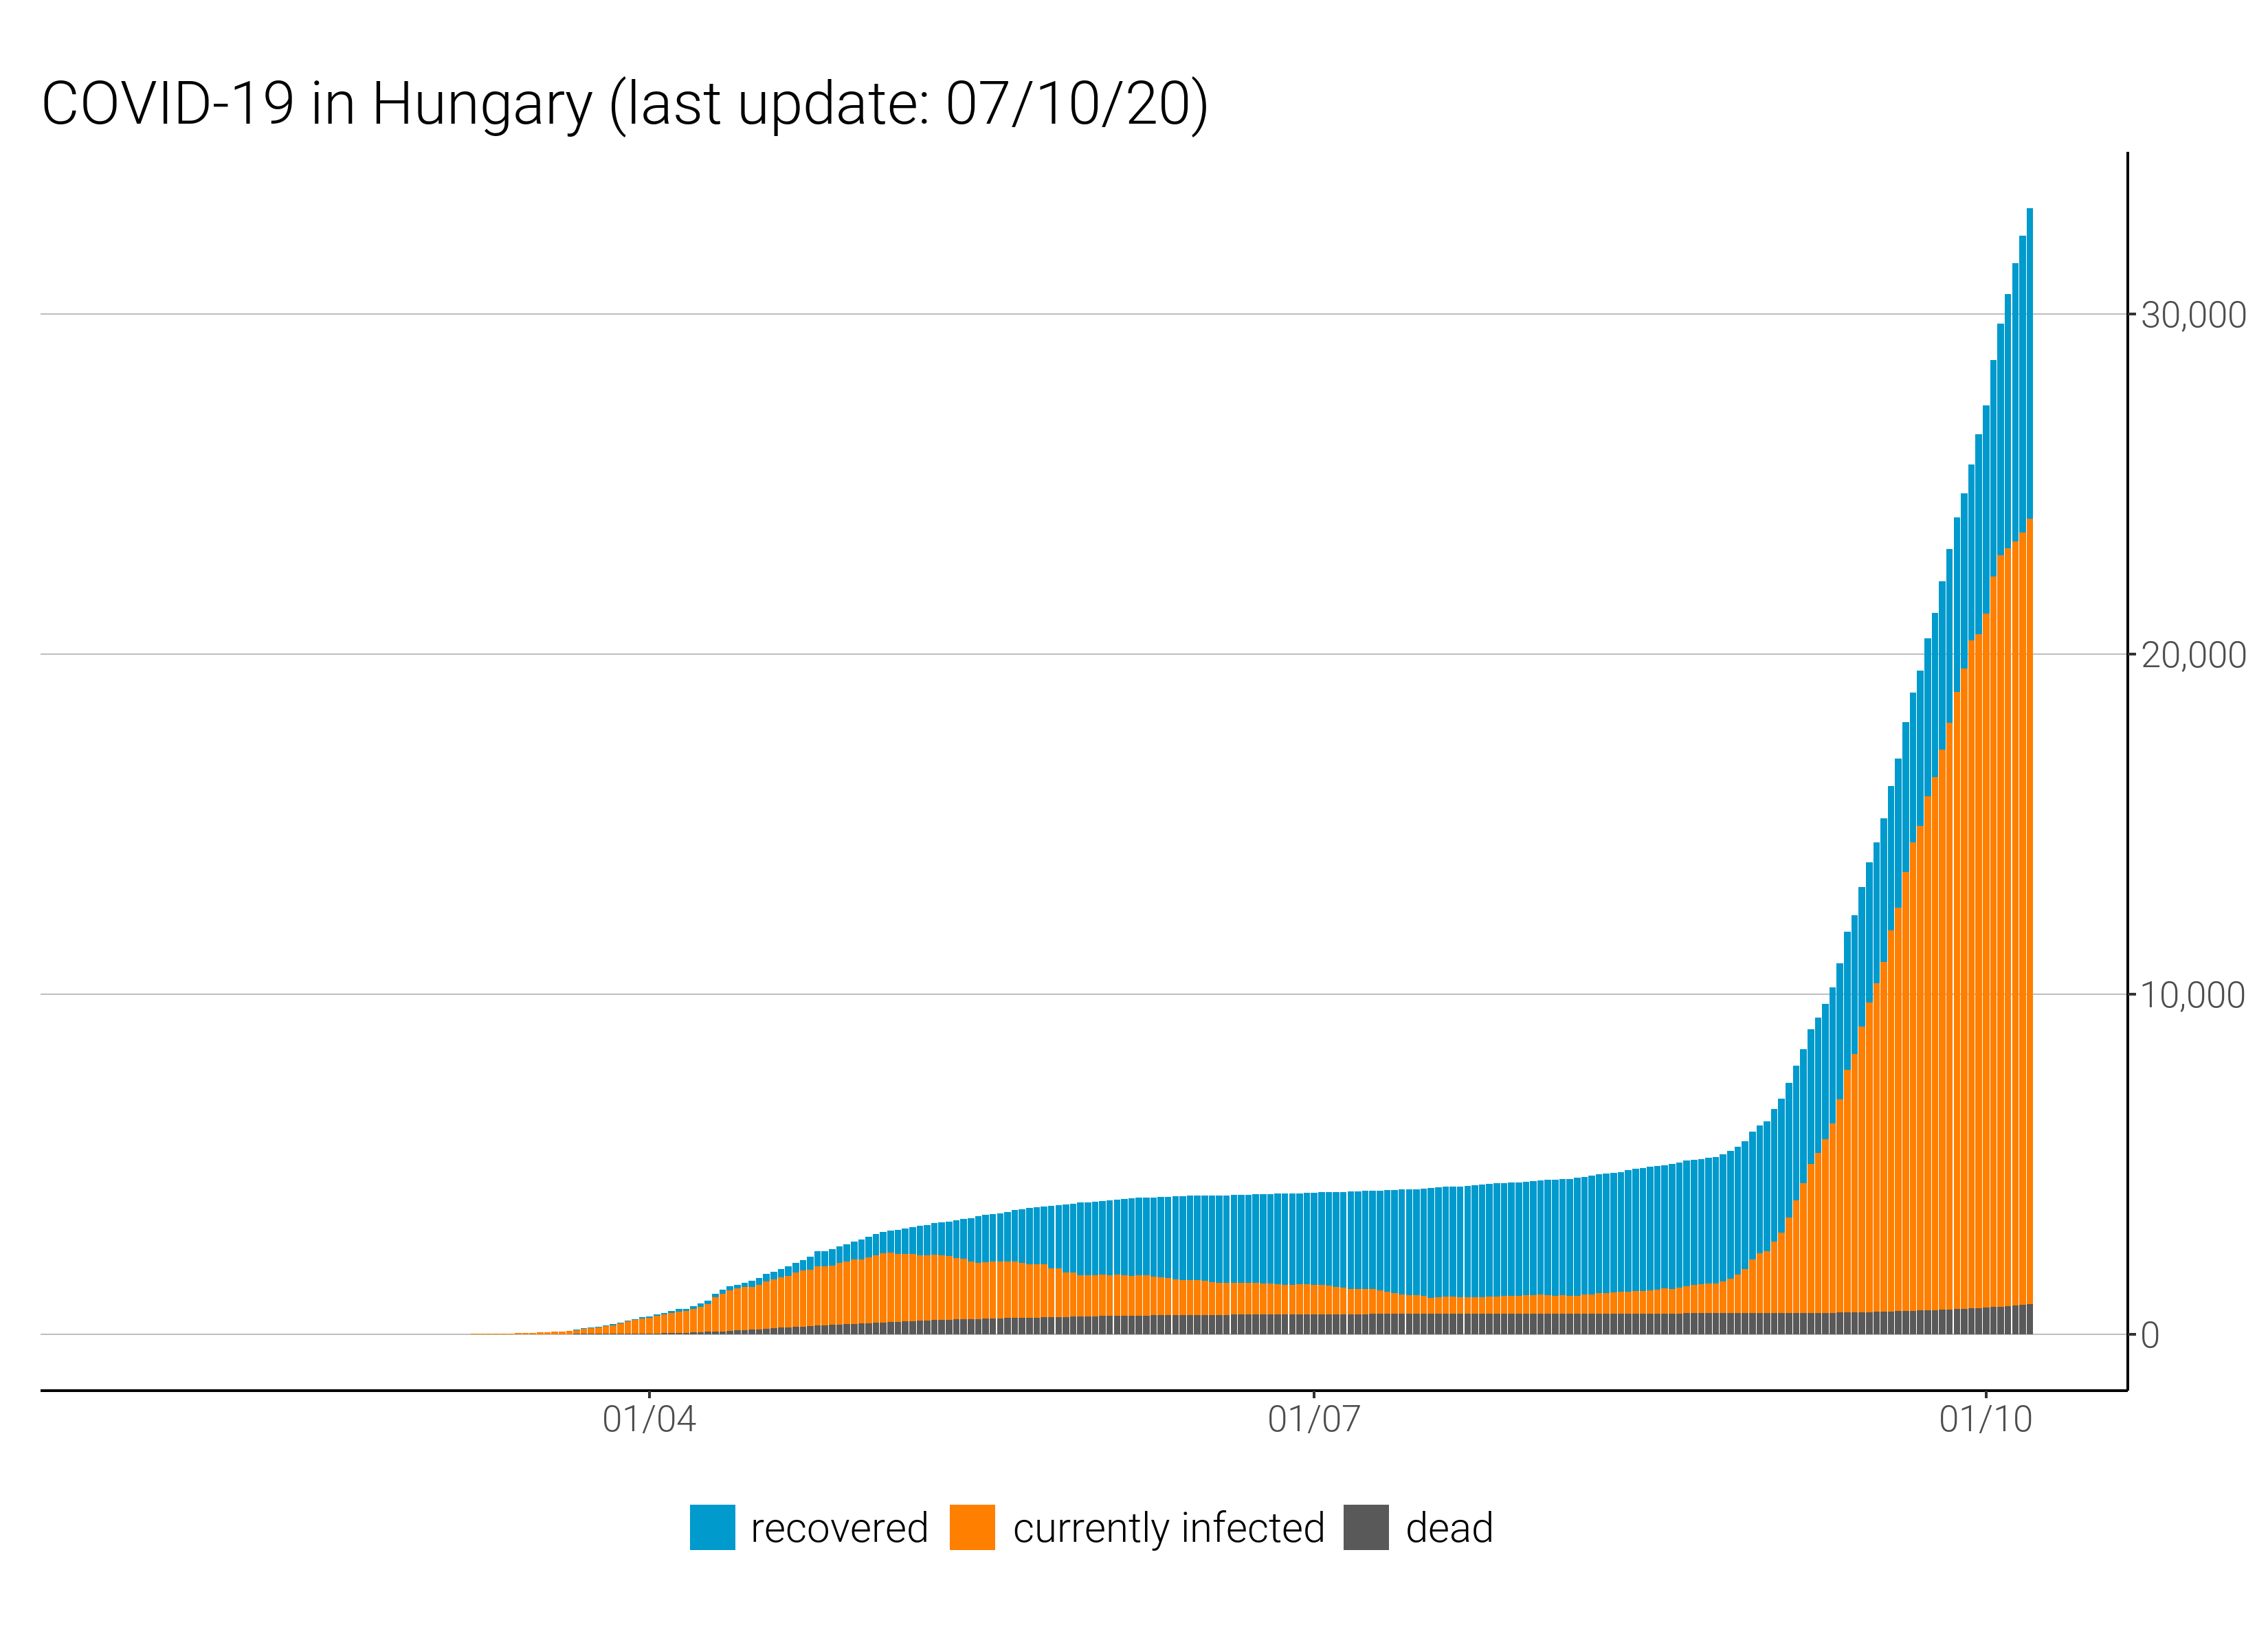 COVID-19 in Hungary (last update: 07/10/20)
30,000
20,000
10,000
0
01/04 01/07 01/10
recovered currently infected dead